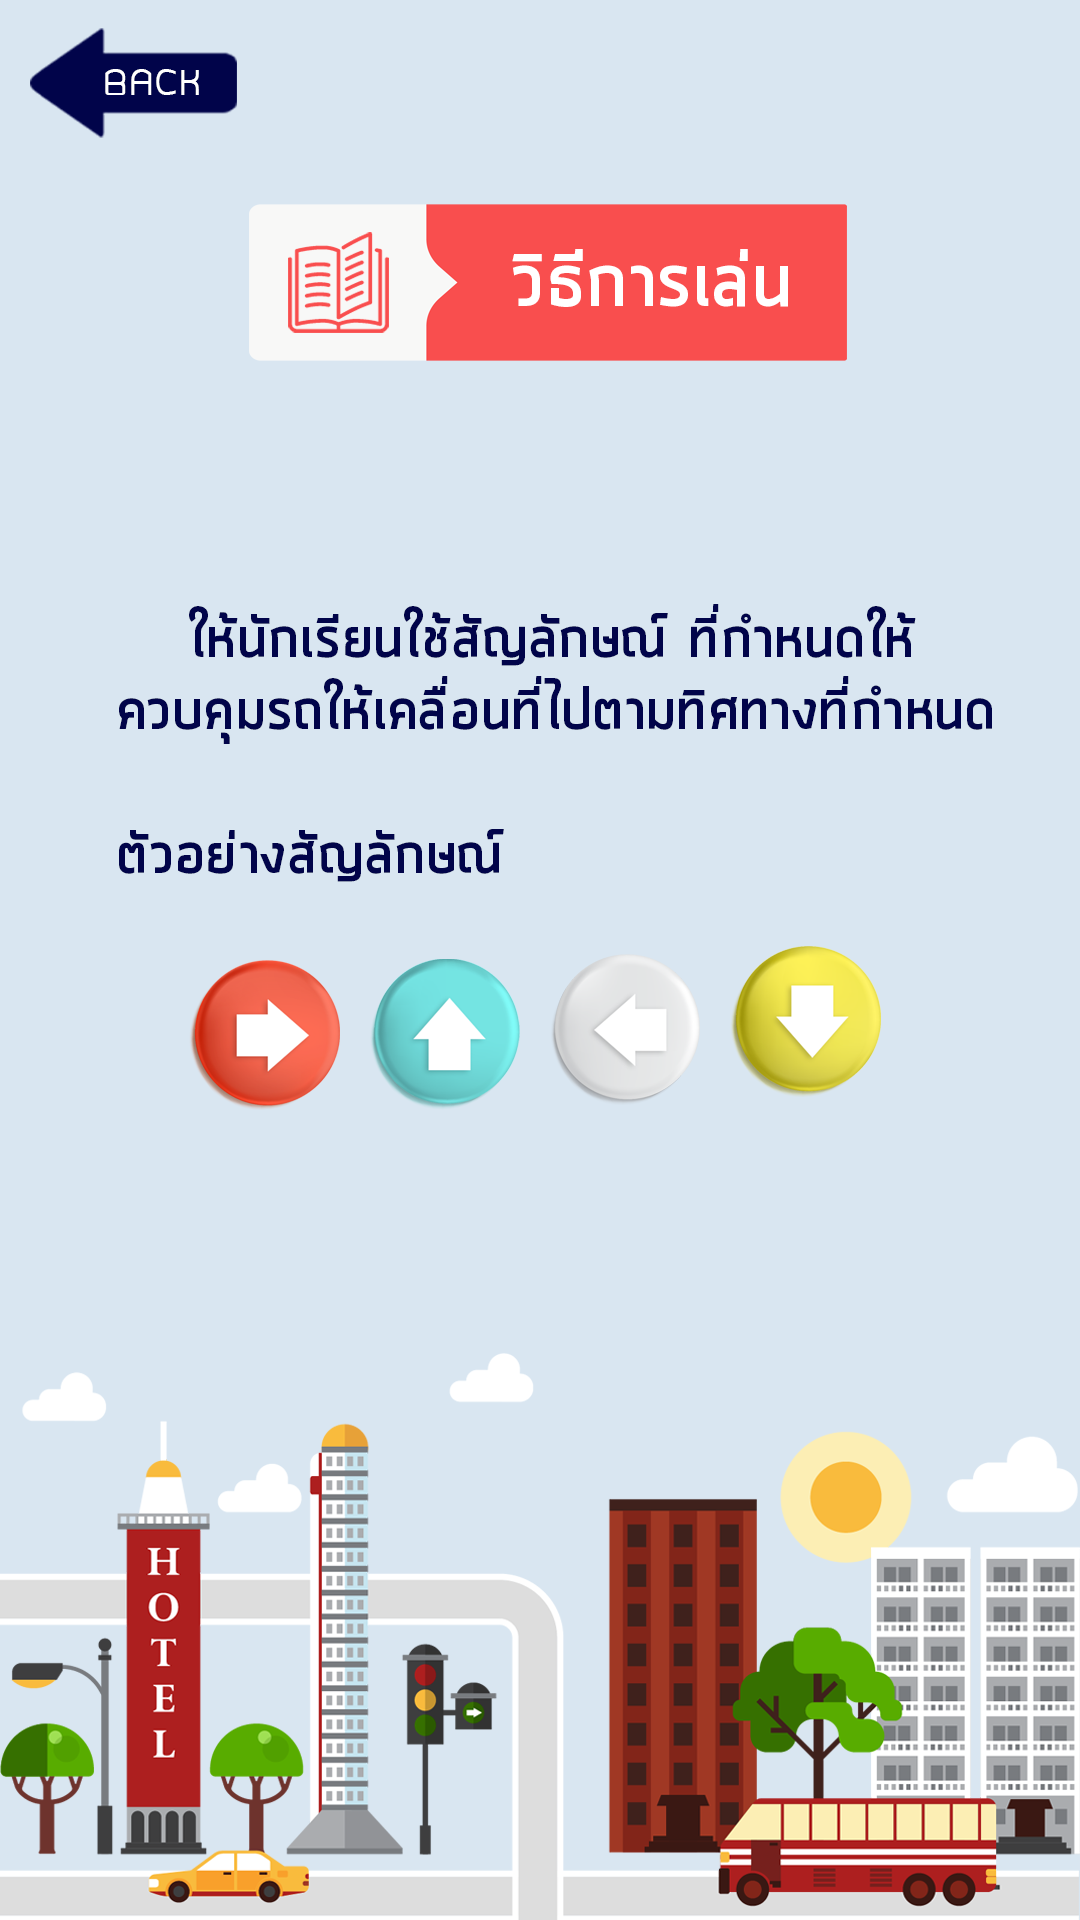 BACK
วิธีการเล่น
ให้นักเรียนใช้สัญลักษณ์ ที่กำหนดให้
ควบคุมรถให้เคลื่อนที่ไปตามทิศทางที่กำหนด
ตัวอย่างสัญลักษณ์
HOTEL